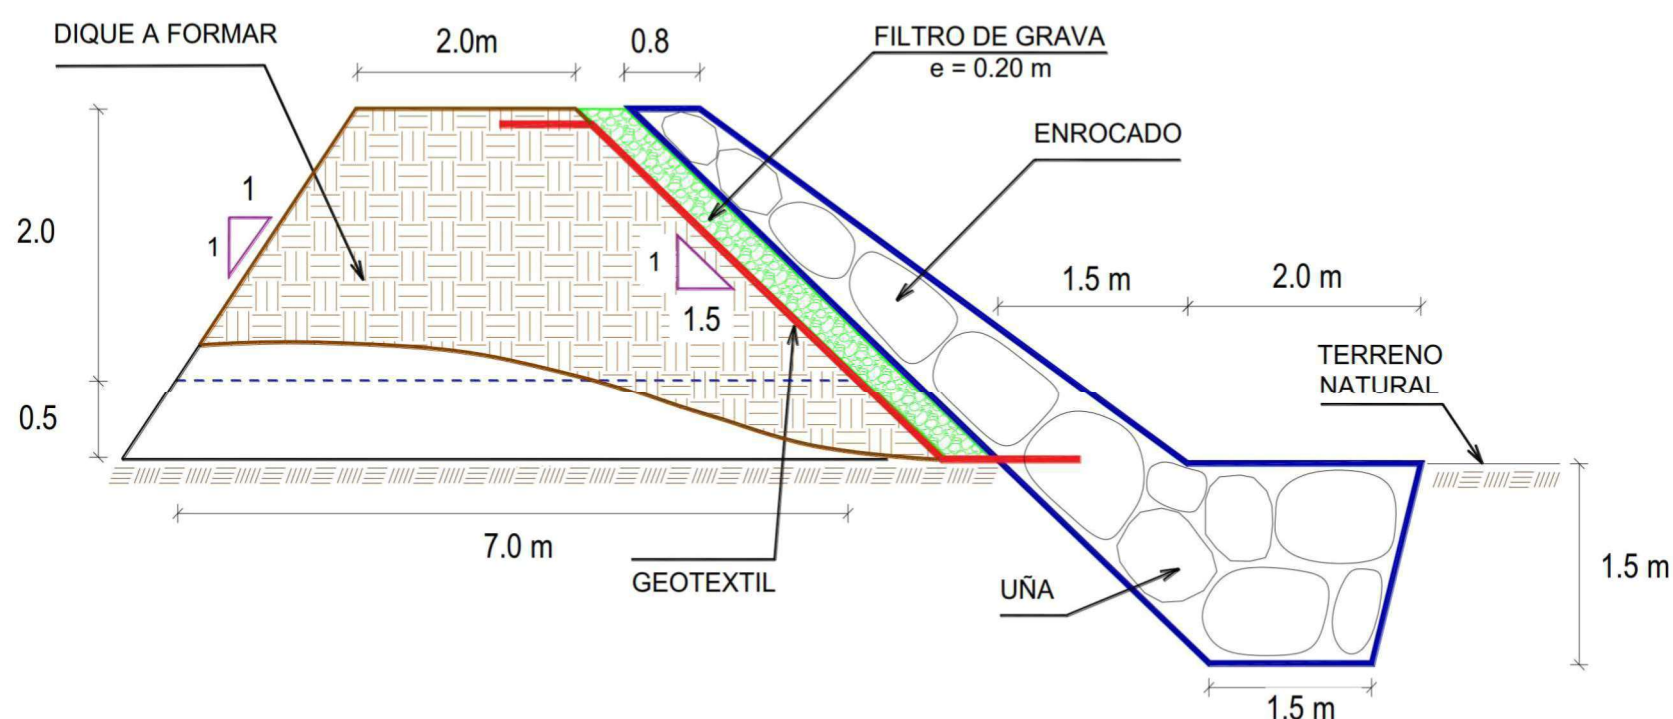 DIQUE A FORMAR
2.0m
0.8
FILTRO DE GRAVA
e = 0.20 m
ENROCADO
1
1
2.0
1
1.5
1.5 m
2.0 m
TERRENO
NATURAL
0.5
7.0 m
GEOTEXTIL
UÑA
1.5 m
1.5 m